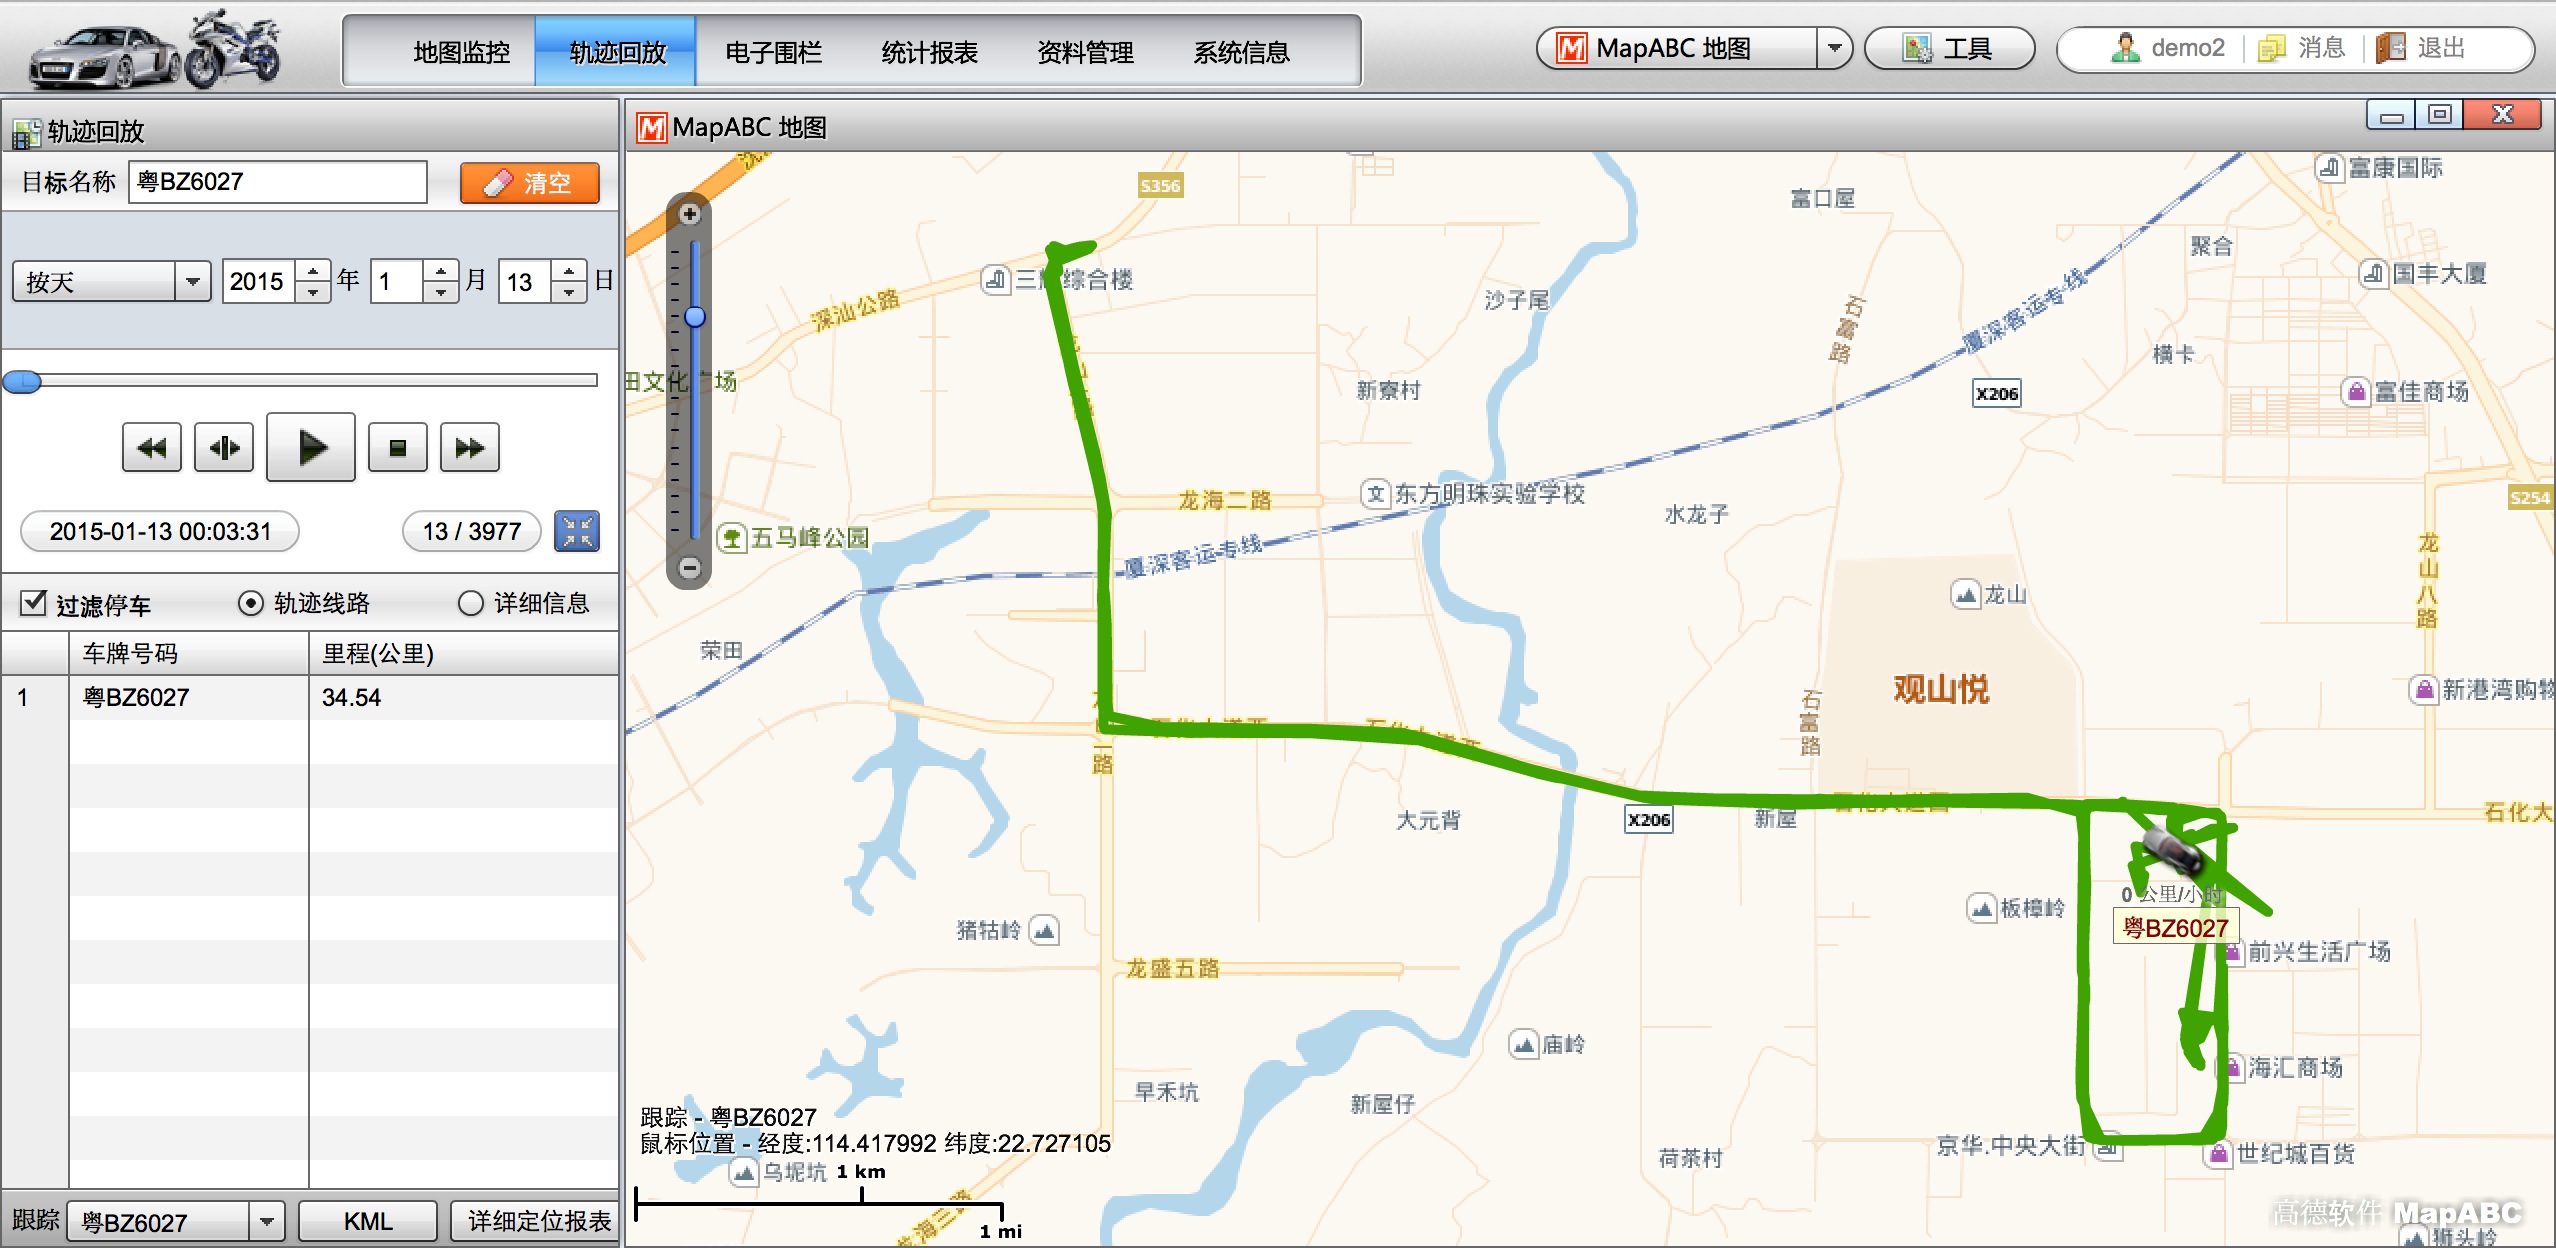 地图监控 轨迹回放 电子围栏 统计报表 资料管理 系统信息
MapABC 地图 工具 demo2 消息 退出
轨迹回放
目标名称 粤BZ6027 清空
按天 2015 年 1 月 13 日
2015-01-13 00:03:31 13 / 3977
过滤停车 轨迹线路 详细信息
车牌号码 里程(公里)
1 粤BZ6027 34.54
跟踪 粤BZ6027 KML 详细定位报表
MapABC 地图
富康国际
S356
富口屋
聚合
国丰大厦
综合楼
沙子尾
深汕公路
石富路
厦深客运专线
横卡
田文化 场
新寮村
X206
富佳商场
龙海二路
东方明珠实验学校
S254
水龙子
五马峰公园
厦深客运专线
龙山八路
龙山
荣田
观山悦
新港湾购物
石富路
路
大元背
X206
新屋
石化大
0 公里/小时
粤BZ6027
板樟岭
猪牯岭
前兴生活广场
龙盛五路
庙岭
海汇商场
早禾坑
新屋仔
跟踪 - 粤BZ6027
鼠标位置 - 经度:114.417992 纬度:22.727105
京华.中央大街
世纪城百货
荷茶村
乌坭坑
1 km
1 mi
高德软件 MapABC
狮头岭